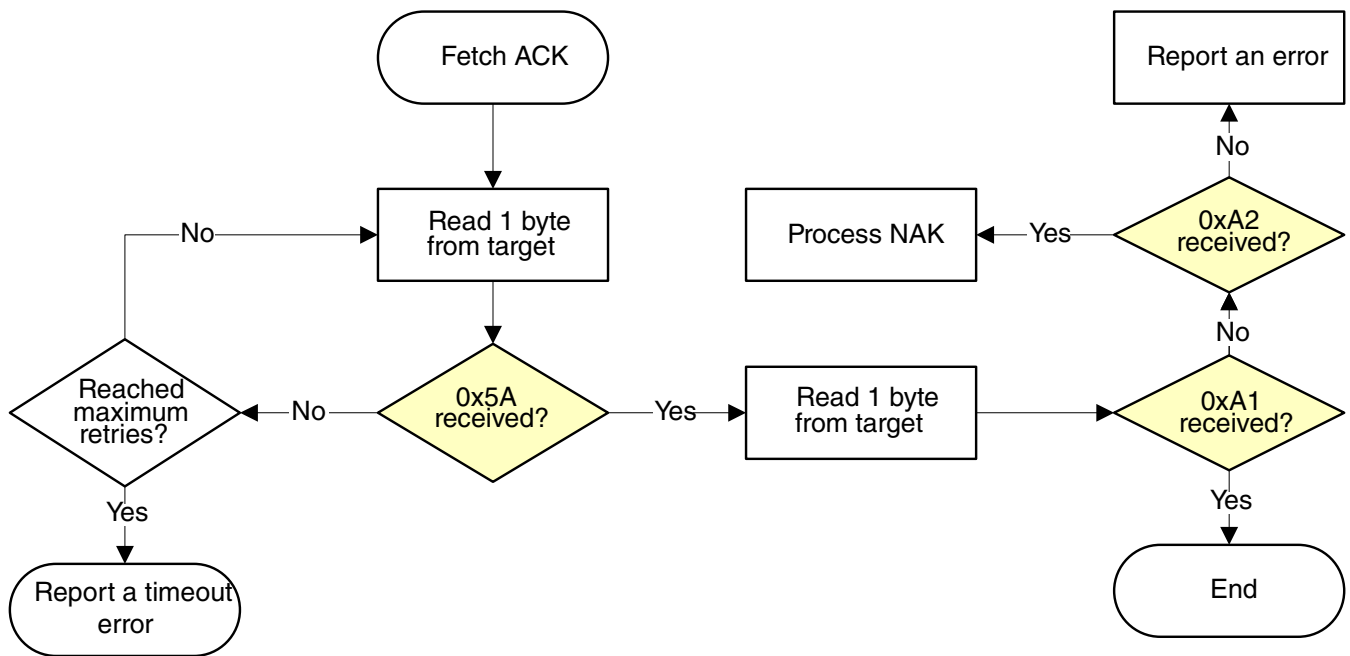 Fetch ACK
Report an error
No
Read 1 byte
from target
No
Process NAK
Yes
0xA2
received?
No
Reached
maximum
retries?
No
0x5A
received?
Yes
Read 1 byte
from target
0xA1
received?
Yes
Yes
Report a timeout
error
End